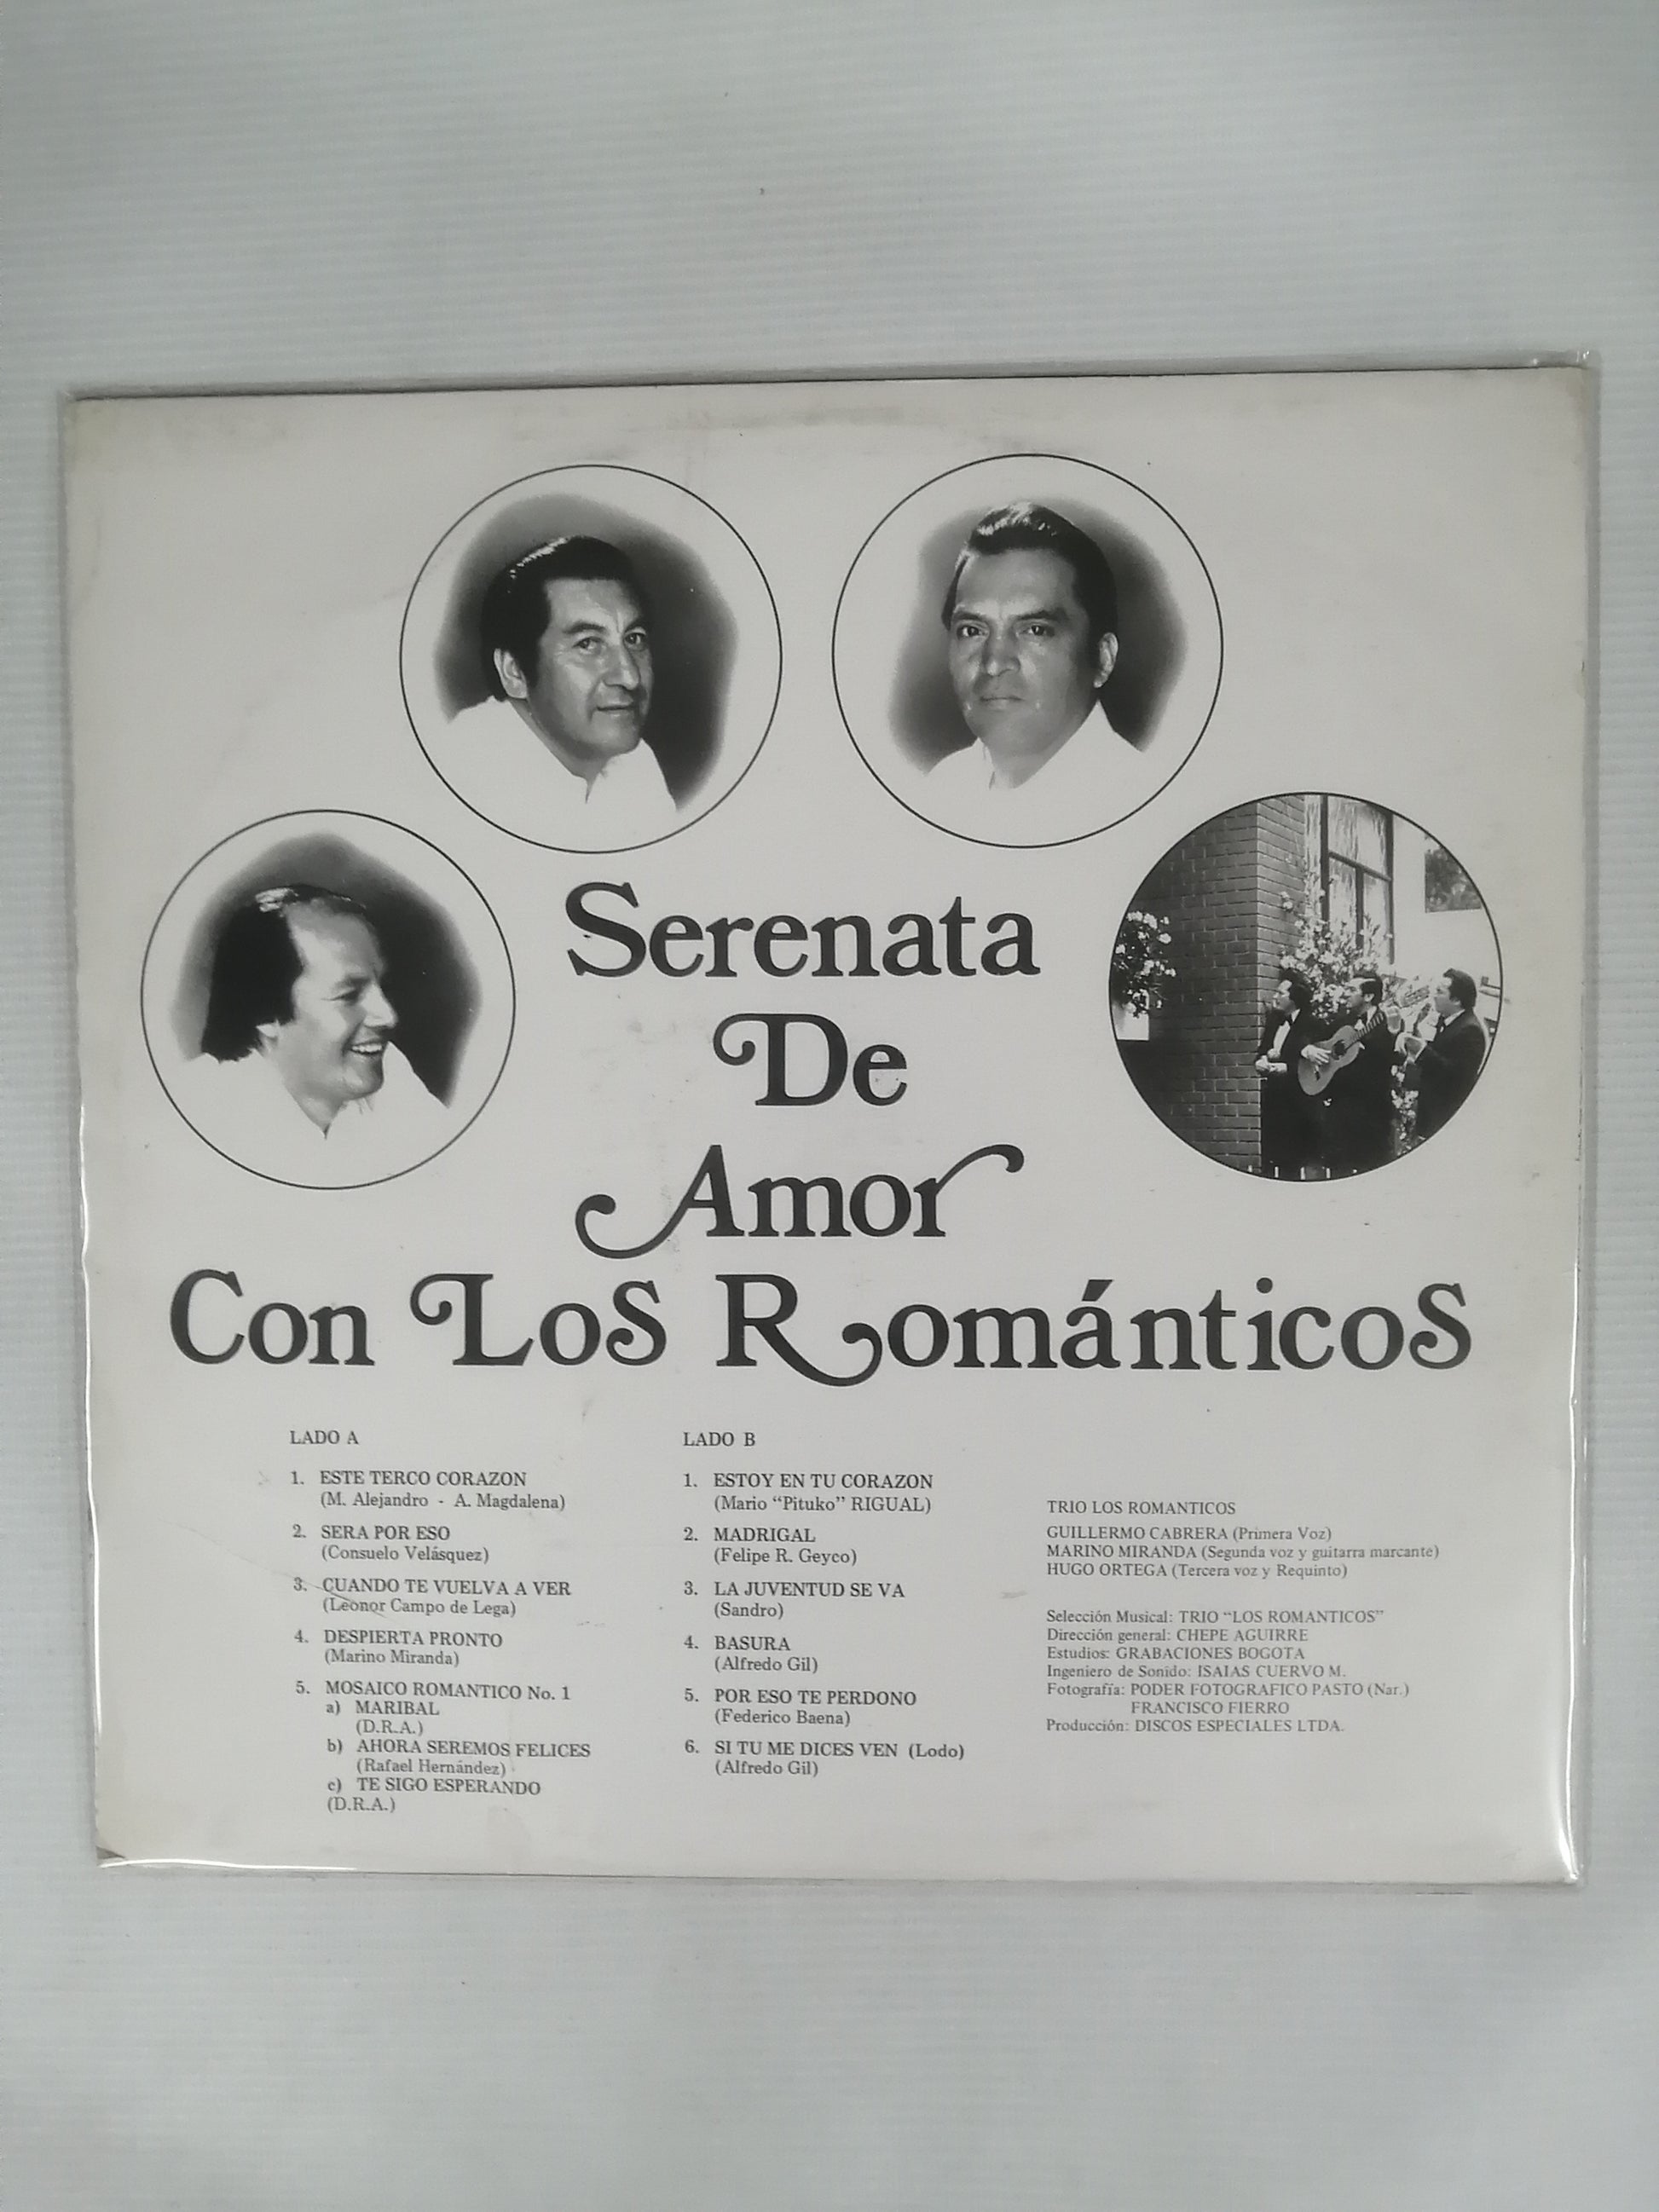 Serenata
De
Amor
Con Los Románticos
LADO A
1. ESTE TERCO CORAZON
(M. Alejandro - A. Magdalena)
2. SERA POR ESO
(Consuelo Velásquez)
3. CUANDO TE VUELVA A VER
(Leonor Campo de Lega)
4. DESPIERTA PRONTO
(Marino Miranda)
5. MOSAICO ROMANTICO No. 1
a) MARIBAL
(D.R.A.)
b) AHORA SEREMOS FELICES
(Rafael Hernández)
c) TE SIGO ESPERANDO
(D.R.A.)
LADO B
1. ESTOY EN TU CORAZON
(Mario “Pituko” RIGUAL)
2. MADRIGAL
(Felipe R. Geyco)
3. LA JUVENTUD SE VA
(Sandro)
4. BASURA
(Alfredo Gil)
5. POR ESO TE PERDONO
(Federico Baena)
6. SI TU ME DICES VEN (Lodo)
(Alfredo Gil)
TRIO LOS ROMANTICOS
GUILLERMO CABRERA (Primera Voz)
MARINO MIRANDA (Segunda voz y guitarra marcante)
HUGO ORTEGA (Tercera voz y Requinto)
Selección Musical: TRIO “LOS ROMANTICOS”
Dirección general: CHEPE AGUIRRE
Estudios: GRABACIONES BOGOTA
Ingeniero de Sonido: ISAIAS CUERVO M.
Fotografía: PODER FOTOGRAFICO PASTO (Nar.)
FRANCISCO FIERRO
Producción: DISCOS ESPECIALES LTDA.